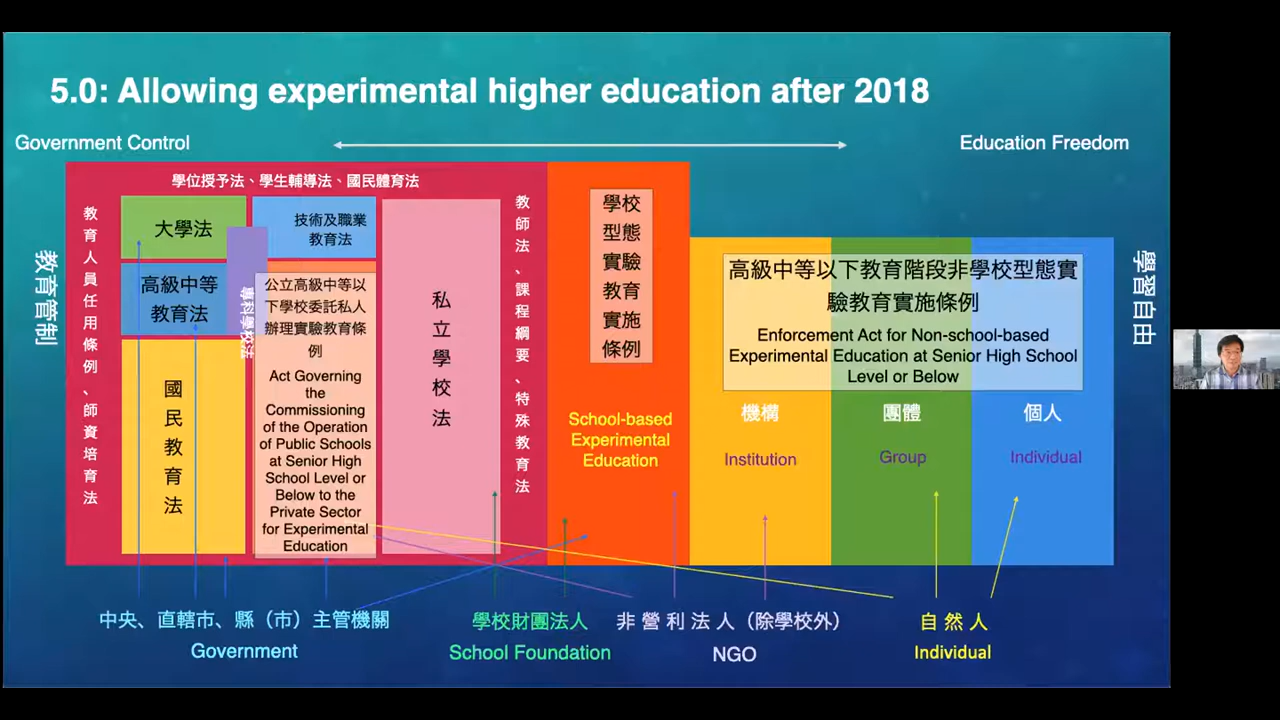 5.0: Allowing experimental higher education after 2018
Government Control
Education Freedom
教育管制
教育人員任用條例、師資培育法
學位授予法、學生輔導法、國民體育法
大學法
高級中等
教育法
國民教育法
專科學校法
技術及職業
教育法
公立高級中等以
下學校委託私人
辦理實驗教育條
例
Act Governing
the
Commissioning
of the Operation
of Public Schools
at Senior High
School Level or
Below to the
Private Sector
for Experimental
Education
私立學校法
教師法、課程綱要、特殊教育法
學校
型態
實驗
教育
實施
條例
School-based
Experimental
Education
高級中等以下教育階段非學校型態實
驗教育實施條例
Enforcement Act for Non-school-based
Experimental Education at Senior High School
Level or Below
機構
Institution
團體
Group
個人
Individual
學習自由
中央、直轄市、縣（市）主管機關
Government
學校財團法人
School Foundation
非營利法人（除學校外）
NGO
自然人
Individual